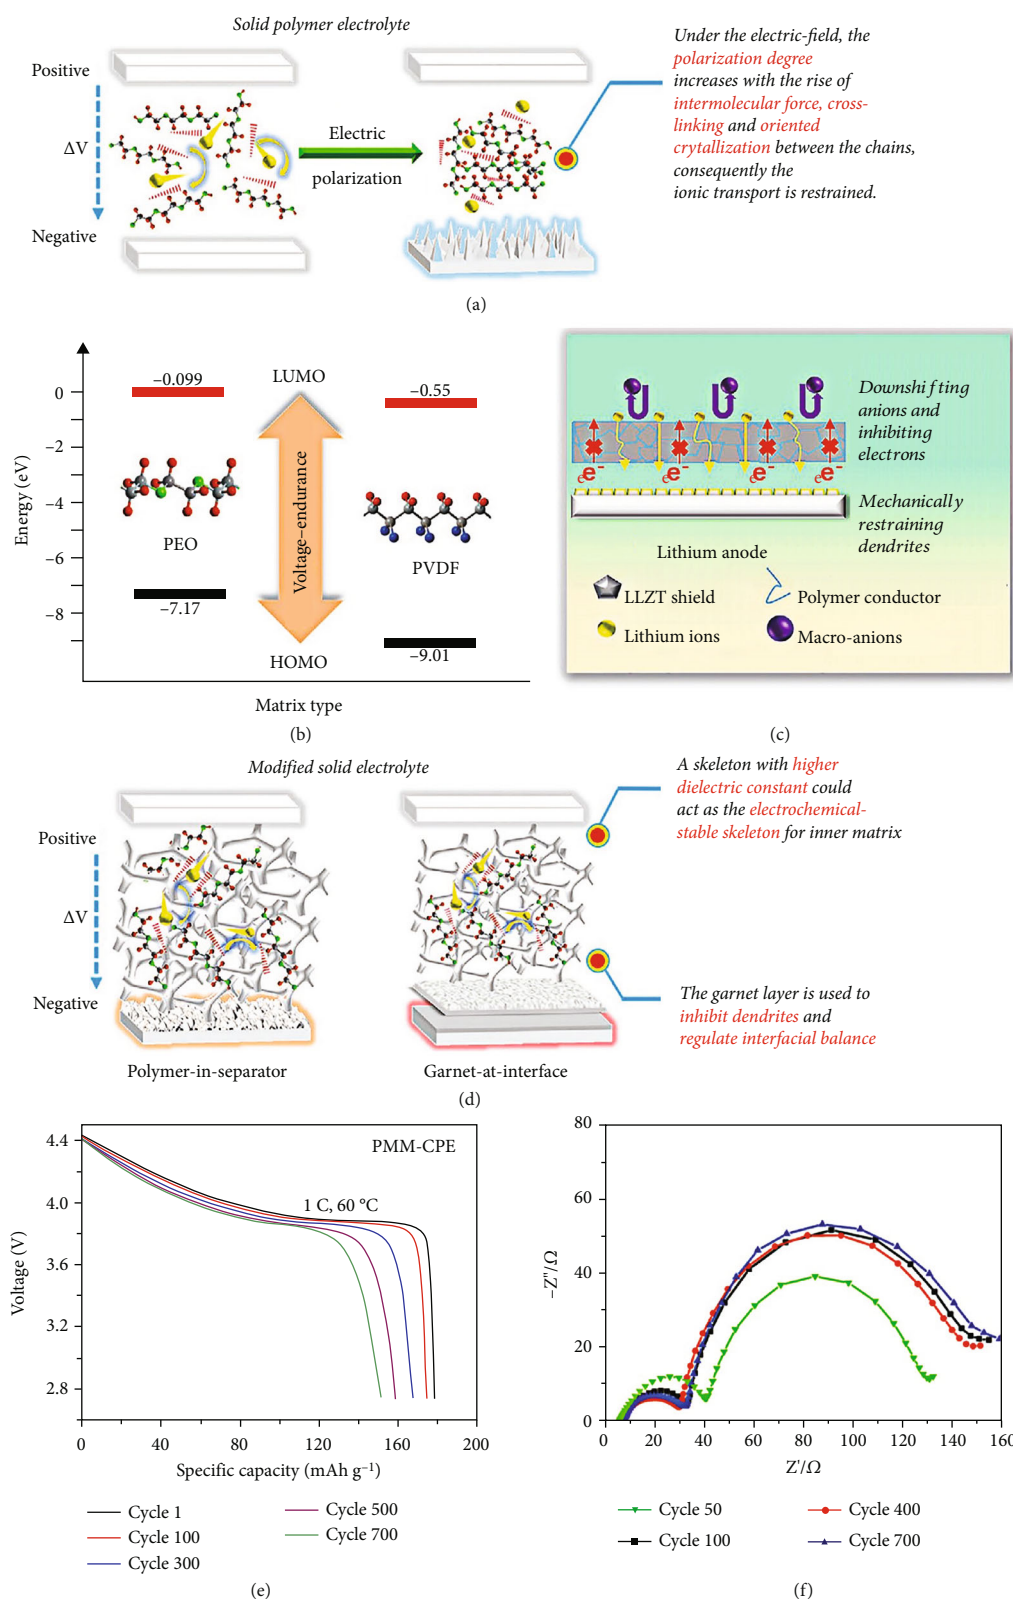 Solid polymer electrolyte
Positive
ΔV
Negative
Electric
polarization
Under the electric-field, the
polarization degree
increases with the rise of
intermolecular force, cross-
linking and oriented
crytallization between the chains,
consequently the
ionic transport is restrained.
(a)
Energy (eV)
0
−2
−4
−6
−8
−0.099
PEO
−7.17
LUMO
Voltage–endurance
HOMO
−0.55
PVDF
−9.01
Matrix type
(b)
Downshifting
anions and
inhibiting
electrons
e e⁻ e⁻ e⁻ e⁻
Mechanically
restraining
dendrites
Lithium anode
LLZT shield
Polymer conductor
Lithium ions
Macro-anions
(c)
Modified solid electrolyte
Positive
ΔV
Negative
Polymer-in-separator
Garnet-at-interface
A skeleton with higher
dielectric constant could
act as the electrochemical-
stable skeleton for inner matrix
The garnet layer is used to
inhibit dendrites and
regulate interfacial balance
(d)
Voltage (V)
4.4
4.0
3.6
3.2
2.8
PMM-CPE
1 C, 60 °C
0 40 80 120 160 200
Specific capacity (mAh g⁻¹)
Cycle 1
Cycle 100
Cycle 300
Cycle 500
Cycle 700
(e)
−Z″/Ω
80
60
40
20
0
0 20 40 60 80 100 120 140 160
Z′/Ω
Cycle 50
Cycle 100
Cycle 400
Cycle 700
(f)